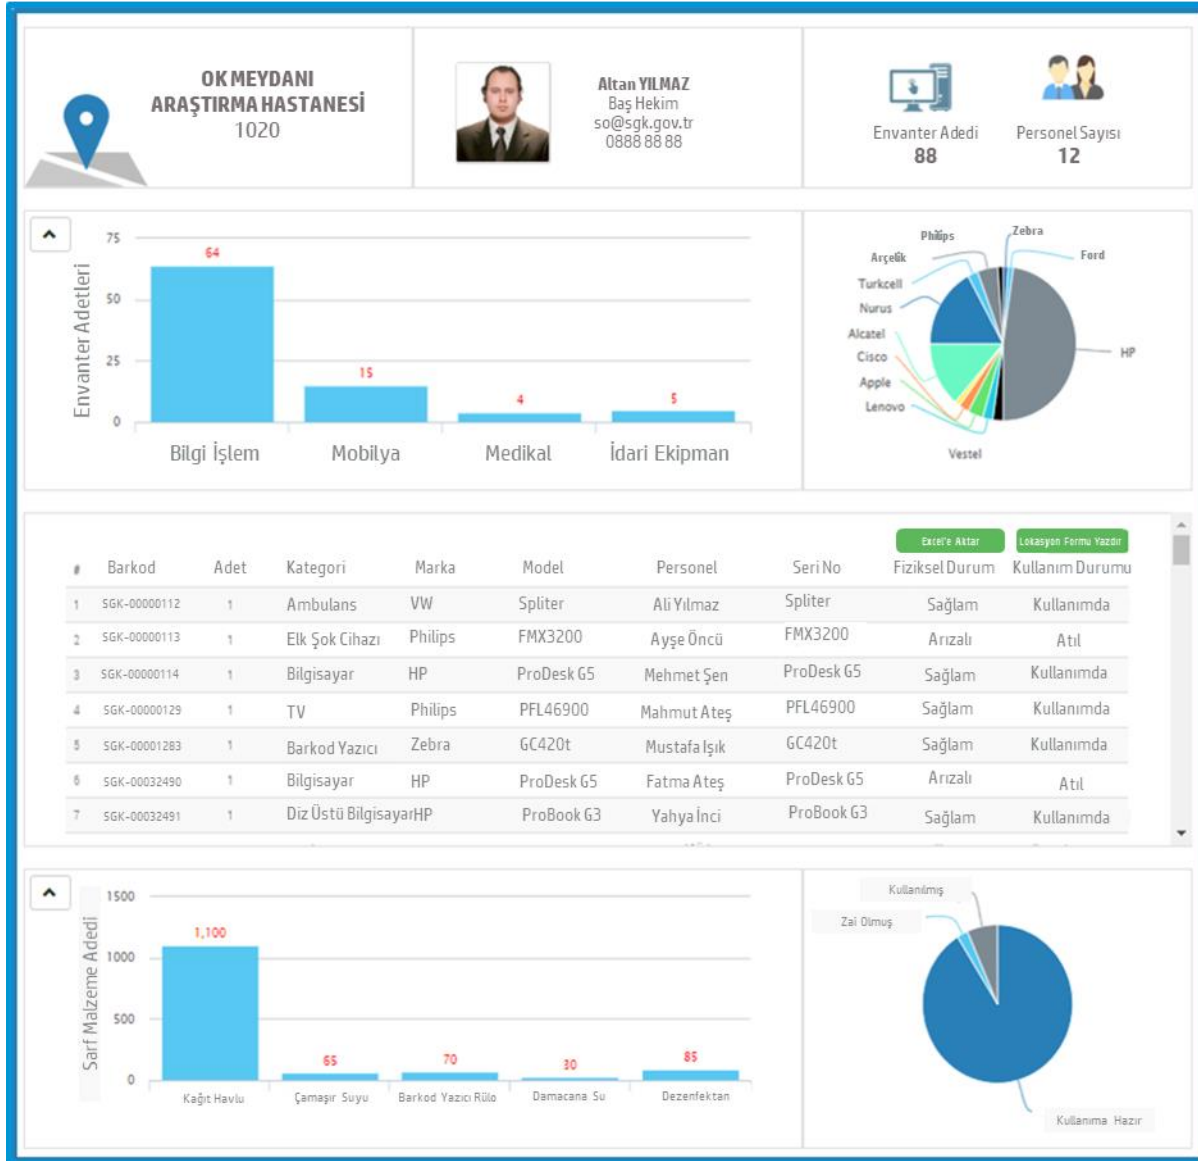 OK MEYDANI
ARAŞTIRMA HASTANESİ
1020
Altan YILMAZ
Baş Hekim
so@sgk.gov.tr
0888 88 88
Envanter Adedi
88
Personel Sayısı
12
Envanter Adetleri
75
50
25
0
64
15
4
5
Bilgi İşlem
Mobilya
Medikal
İdari Ekipman
Philips
Zebra
Arçelik
Ford
Turkcell
Nurus
Alcatel
HP
Cisco
Apple
Lenovo
Vestel
Excel'e Aktar
Lokasyon Formu Yazdır
# Barkod Adet Kategori Marka Model Personel Seri No Fiziksel Durum Kullanım Durumu
1 SGK-00000112 1 Ambulans VW Spliter Ali Yılmaz Spliter Sağlam Kullanımda
2 SGK-00000113 1 Elk Şok Cihazı Philips FMX3200 Ayşe Öncü FMX3200 Arızalı Atıl
3 SGK-00000114 1 Bilgisayar HP ProDesk G5 Mehmet Şen ProDesk G5 Sağlam Kullanımda
4 SGK-00000129 1 TV Philips PFL46900 Mahmut Ateş PFL46900 Sağlam Kullanımda
5 SGK-00001283 1 Barkod Yazıcı Zebra GC420t Mustafa Işık GC420t Sağlam Kullanımda
6 SGK-00032490 1 Bilgisayar HP ProDesk G5 Fatma Ateş ProDesk G5 Arızalı Atıl
7 SGK-00032491 1 Diz Üstü Bilgisayar HP ProBook G3 Yahya İnci ProBook G3 Sağlam Kullanımda
Sarf Malzeme Adedi
1500
1000
500
0
1,100
65
70
30
85
Kağıt Havlu
Çamaşır Suyu
Barkod Yazıcı Rülo
Damacana Su
Dezenfektan
Kullanılmış
Zai Olmuş
Kullanıma Hazır